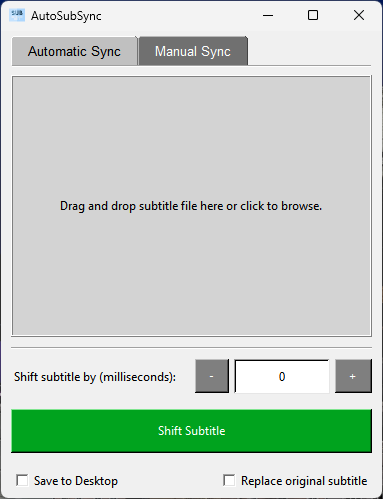 SUB
AutoSubSync
Automatic Sync
Manual Sync
Drag and drop subtitle file here or click to browse.
Shift subtitle by (milliseconds):
-
0
+
Shift Subtitle
Save to Desktop
Replace original subtitle